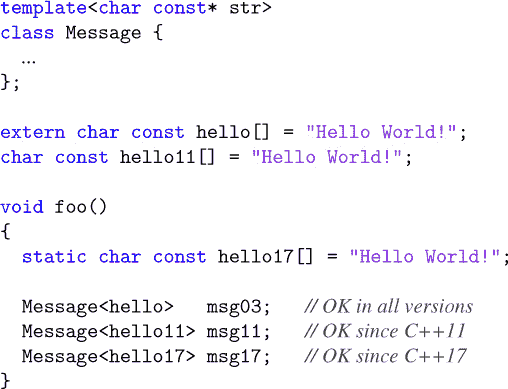 template<char const* str>
class Message {
...
};
extern char const hello[] = "Hello World!";
char const hello11[] = "Hello World!";
void foo()
{
static char const hello17[] = "Hello World!";
Message<hello> msg03; // OK in all versions
Message<hello11> msg11; // OK since C++11
Message<hello17> msg17; // OK since C++17
}